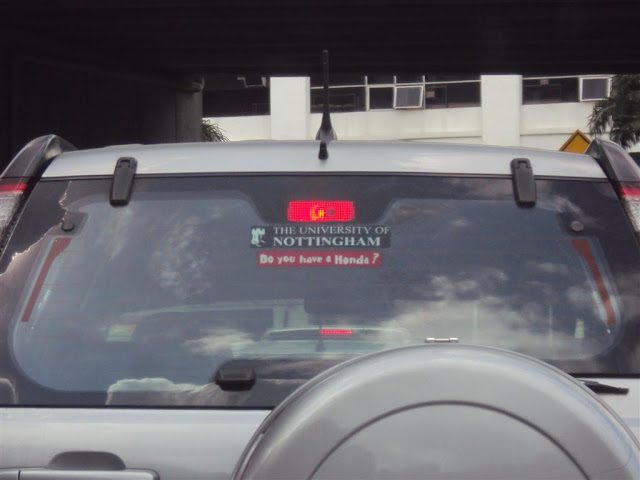 THE UNIVERSITY OF
NOTTINGHAM
Do you have a Honda?